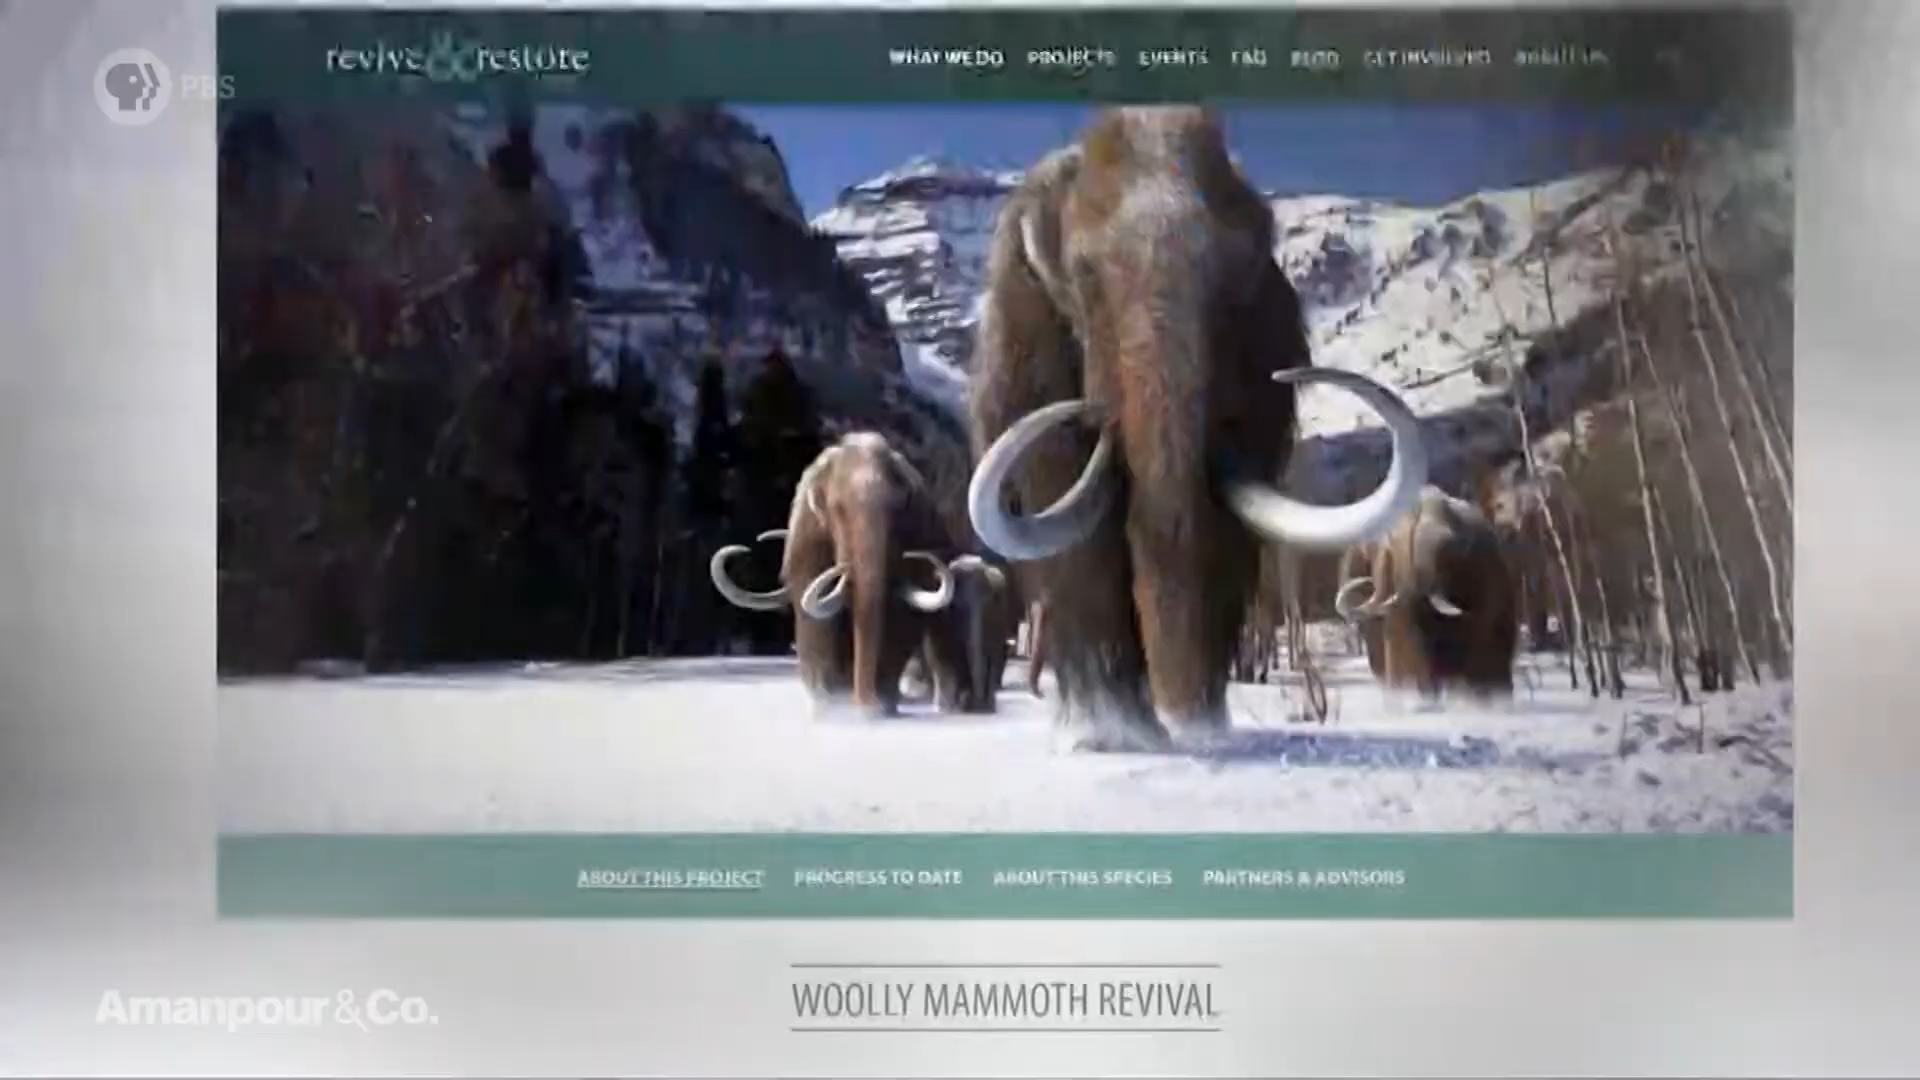 PBS
revive & restore
WHAT WE DO PROJECTS EVENTS FAQ BLOG GET INVOLVED ABOUT US
ABOUT THIS PROJECT PROGRESS TO DATE ABOUT THIS SPECIES PARTNERS & ADVISORS
WOOLLY MAMMOTH REVIVAL
Amanpour&Co.